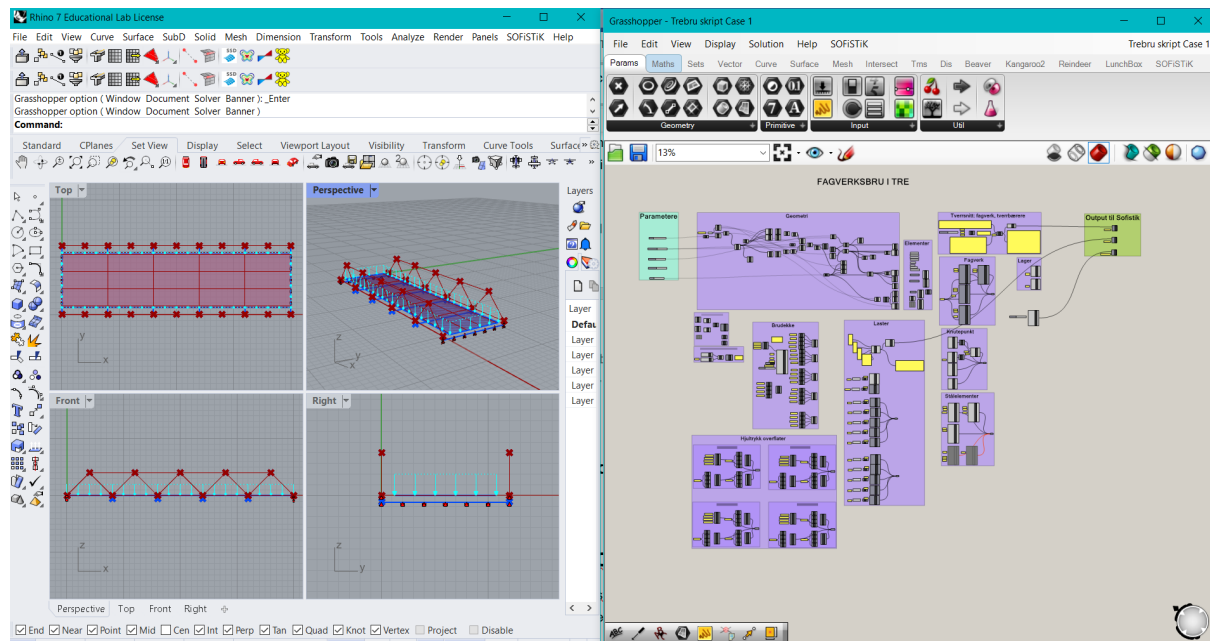 Rhino 7 Educational Lab License
File Edit View Curve Surface SubD Solid Mesh Dimension Transform Tools Analyze Render Panels SOFiSTiK Help
Grasshopper option ( Window Document Solver Banner ): _Enter
Grasshopper option ( Window Document Solver Banner )
Command:
Standard CPlanes Set View Display Select Viewport Layout Visibility Transform Curve Tools Surface »
Top
y
x
Perspective
z
y
x
Front
z
x
Right
z
y
Layers
Layer
Defau
Layer
Layer
Layer
Layer
Layer
Perspective Top Front Right
End Near Point Mid Cen Int Perp Tan Quad Knot Vertex Project Disable
Grasshopper - Trebru skript Case 1
File Edit View Display Solution Help SOFiSTiK Trebru skript Case 1
Params Maths Sets Vector Curve Surface Mesh Intersect Trns Dis Beaver Kangaroo2 Reindeer LunchBox SOFiSTiK
Geometry Primitive Input Util
13%
FAGVERKSBRU I TRE
Parametere
Geometri
Elementer
Tverrsnitt: fagverk, tverrbærere
Output til Sofistik
Fagverk
Lager
Brudekke
Laster
Knutepunkt
Stålelementer
Hjultrykk overflater